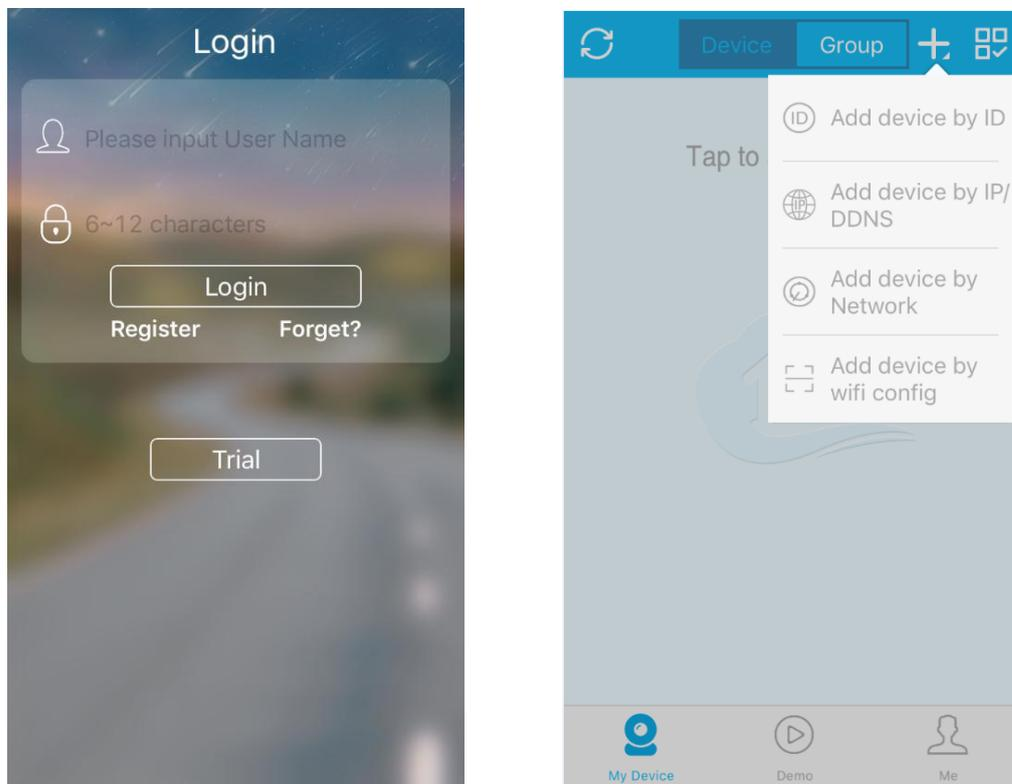 Login
Please input User Name
6~12 characters
Login
Register Forget?
Trial
Device Group
ID Add device by ID
Tap to
IP Add device by IP/
DDNS
Add device by
Network
Add device by
wifi config
My Device Demo Me